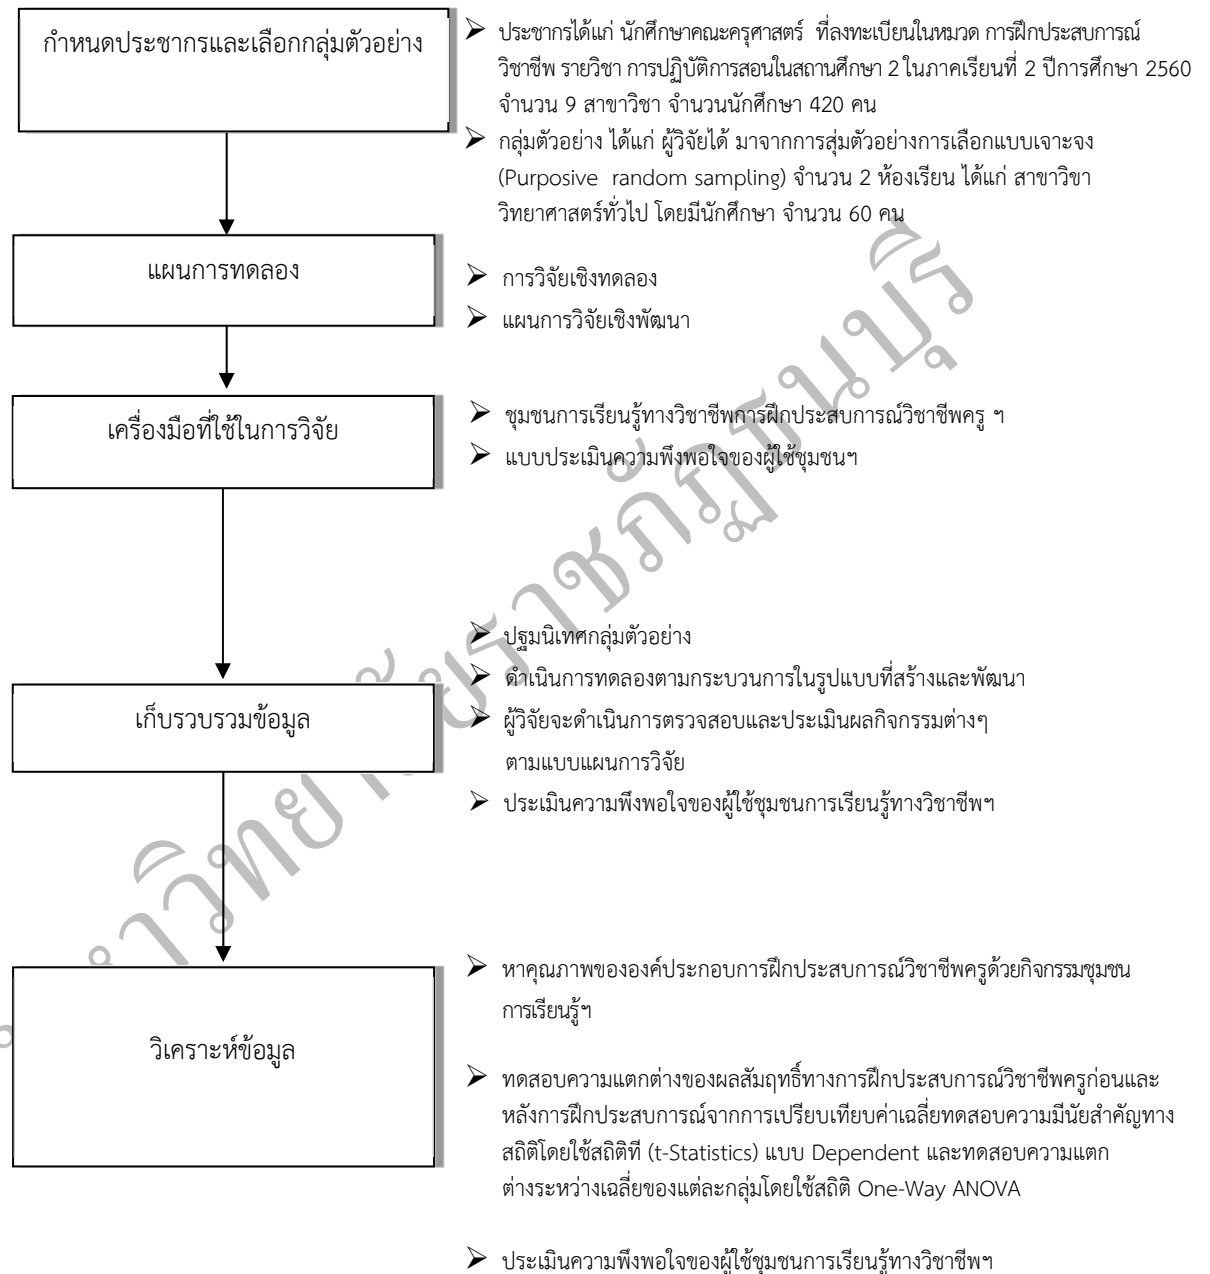 กำหนดประชากรและเลือกกลุ่มตัวอย่าง
➢ ประชากรได้แก่ นักศึกษาคณะครุศาสตร์ ที่ลงทะเบียนในหมวด การฝึกประสบการณ์
วิชาชีพ รายวิชา การปฏิบัติการสอนในสถานศึกษา 2 ในภาคเรียนที่ 2 ปีการศึกษา 2560
จำนวน 9 สาขาวิชา จำนวนนักศึกษา 420 คน
➢ กลุ่มตัวอย่าง ได้แก่ ผู้วิจัยได้ มาจากการสุ่มตัวอย่างการเลือกแบบเจาะจง
(Purposive random sampling) จำนวน 2 ห้องเรียน ได้แก่ สาขาวิขา
วิทยาศาสตร์ทั่วไป โดยมีนักศึกษา จำนวน 60 คน
แผนการทดลอง
➢ การวิจัยเชิงทดลอง
➢ แผนการวิจัยเชิงพัฒนา
เครื่องมือที่ใช้ในการวิจัย
➢ ชุมชนการเรียนรู้ทางวิชาชีพการฝึกประสบการณ์วิชาชีพครู ฯ
➢ แบบประเมินความพึงพอใจของผู้ใช้ชุมชนฯ
เก็บรวบรวมข้อมูล
➢ ปฐมนิเทศกลุ่มตัวอย่าง
➢ ดำเนินการทดลองตามกระบวนการในรูปแบบที่สร้างและพัฒนา
➢ ผู้วิจัยจะดำเนินการตรวจสอบและประเมินผลกิจกรรมต่างๆ
ตามแบบแผนการวิจัย
➢ ประเมินความพึงพอใจของผู้ใช้ชุมชนการเรียนรู้ทางวิชาชีพฯ
วิเคราะห์ข้อมูล
➢ หาคุณภาพขององค์ประกอบการฝึกประสบการณ์วิชาชีพครูด้วยกิจกรรมชุมชน
การเรียนรู้ฯ
➢ ทดสอบความแตกต่างของผลสัมฤทธิ์ทางการฝึกประสบการณ์วิชาชีพครูก่อนและ
หลังการฝึกประสบการณ์จากการเปรียบเทียบค่าเฉลี่ยทดสอบความมีนัยสำคัญทาง
สถิติโดยใช้สถิติที (t-Statistics) แบบ Dependent และทดสอบความแตก
ต่างระหว่างเฉลี่ยของแต่ละกลุ่มโดยใช้สถิติ One-Way ANOVA
➢ ประเมินความพึงพอใจของผู้ใช้ชุมชนการเรียนรู้ทางวิชาชีพฯ
ราชภัฏธนบุรี